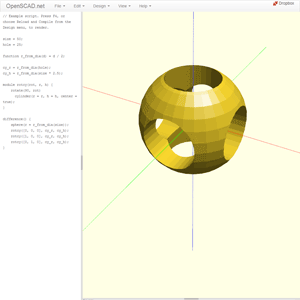 OpenSCAD.net File Edit Design View Help Dropbox
// Example script. Press F4, or
choose Reload and Compile from the
Design menu, to render.
size = 50;
hole = 25;
function r_from_dia(d) = d / 2;
cy_r = r_from_dia(hole);
cy_h = r_from_dia(size * 2.5);
module rotcy(rot, r, h) {
rotate(90, rot)
cylinder(r = r, h = h, center =
true);
}
difference() {
sphere(r = r_from_dia(size));
rotcy([0, 0, 0], cy_r, cy_h);
rotcy([1, 0, 0], cy_r, cy_h);
rotcy([0, 1, 0], cy_r, cy_h);
}